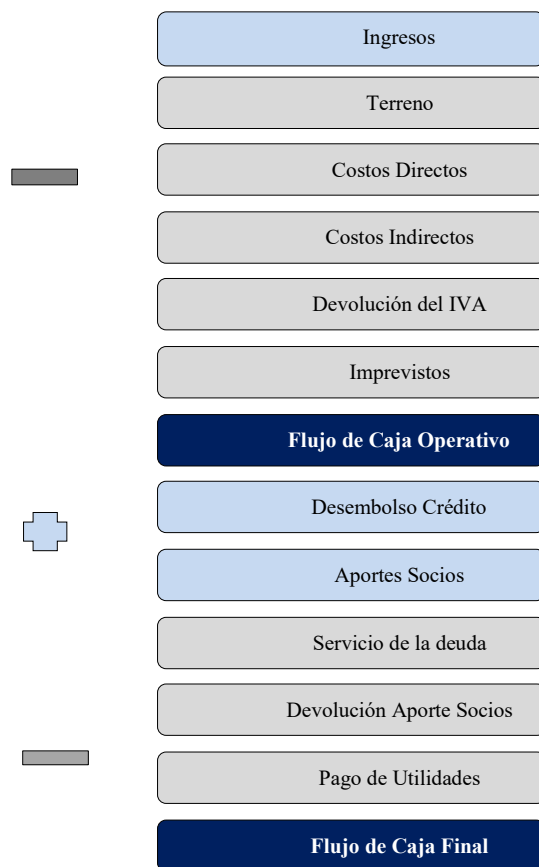 Ingresos
Terreno
Costos Directos
Costos Indirectos
Devolución del IVA
Imprevistos
Flujo de Caja Operativo
Desembolso Crédito
Aportes Socios
Servicio de la deuda
Devolución Aporte Socios
Pago de Utilidades
Flujo de Caja Final